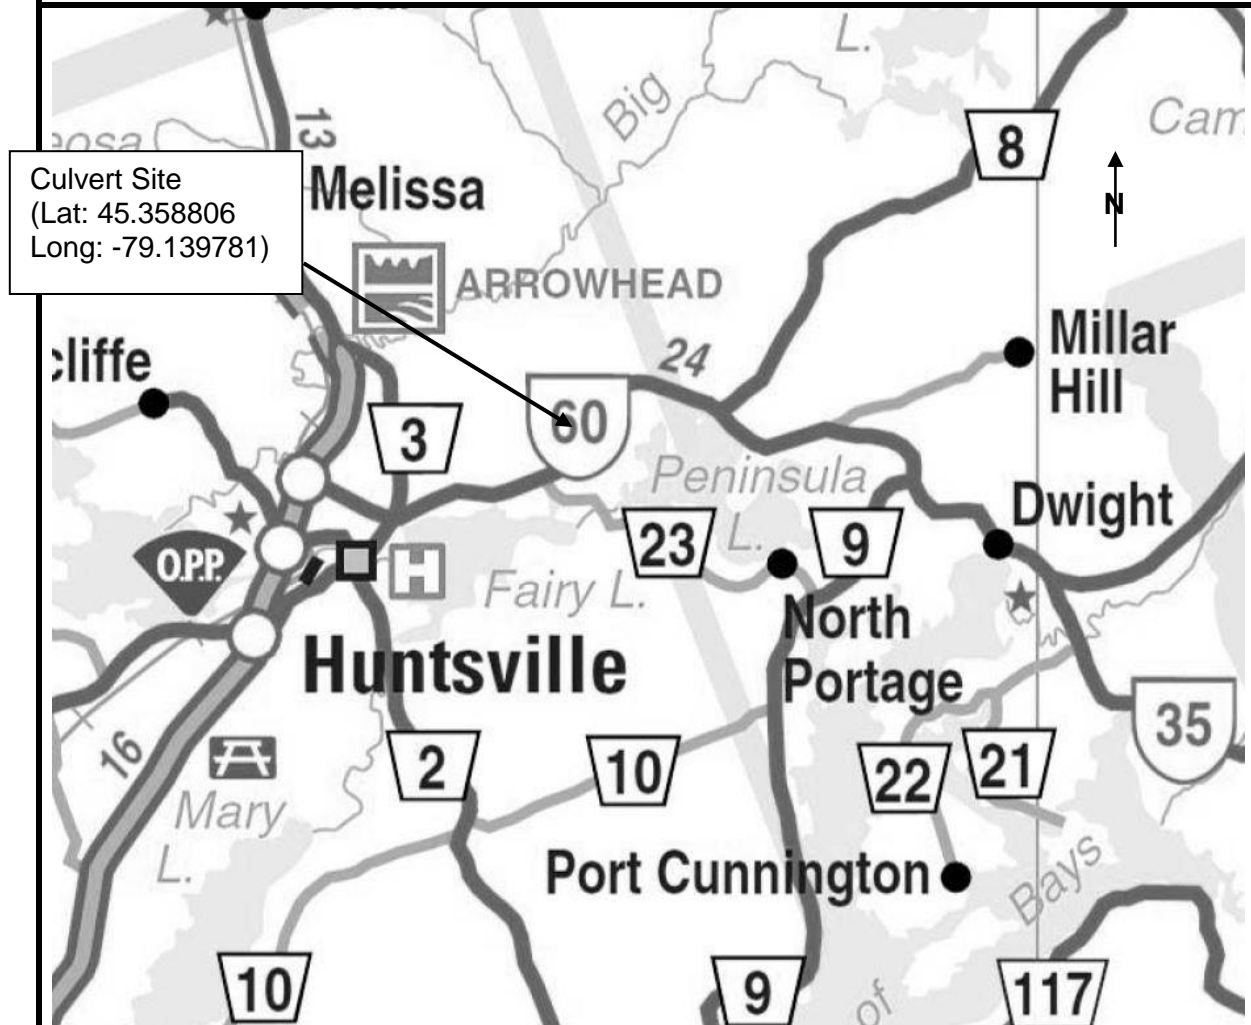 L.
Big
13
8
Cam
eosa
Culvert Site
(Lat: 45.358806
Long: -79.139781)
Melissa
N
ARROWHEAD
24
Millar
Hill
cliffe
3
60
Peninsula
L.
Dwight
23
9
O.P.P.
H
Fairy L.
North
Portage
Huntsville
35
16
2
10
22
21
Mary
L.
Port Cunnington
Bays
of
10
9
117